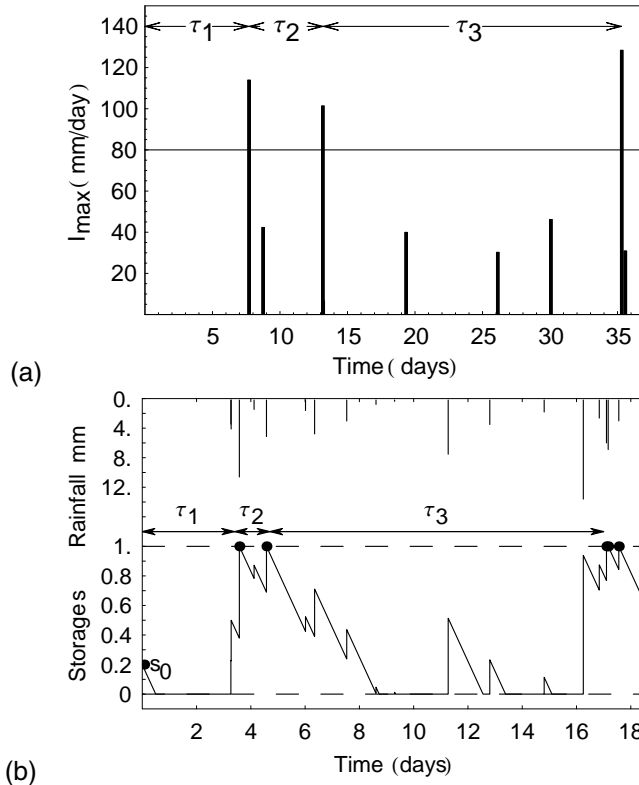 τ1 τ2 τ3
140
120
100
80
60
40
20
Imax( mm/day)
5 10 15 20 25 30 35
Time( days)
(a)
0.
4.
8.
12.
Rainfall mm
τ1 τ2 τ3
1.
0.8
0.6
0.4
0.2
0
Storage s
s0
2 4 6 8 10 12 14 16 18
Time (days)
(b)